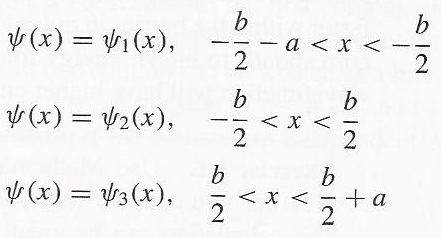 ψ(x) = ψ₁(x), −b/2 − a < x < −b/2
ψ(x) = ψ₂(x), −b/2 < x < b/2
ψ(x) = ψ₃(x), b/2 < x < b/2 + a